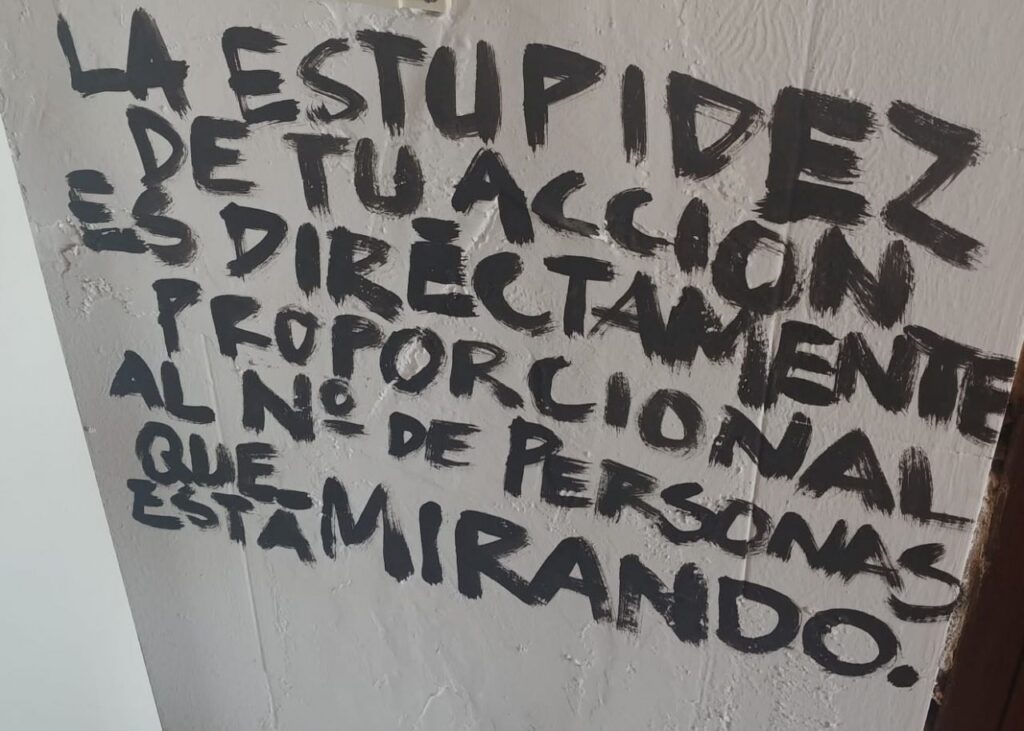 LA ESTUPIDEZ
DE TU ACCION
ES DIRECTAMENTE
PROPORCIONAL
AL Nº DE PERSONAS
QUE
ESTA MIRANDO.